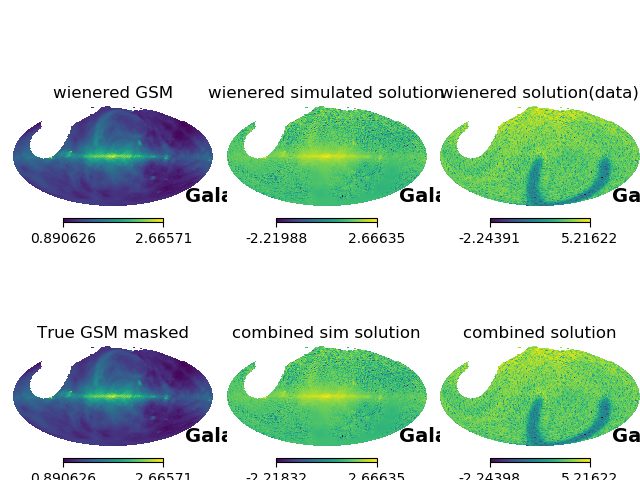 wienered GSM
wienered simulated solution
wienered solution(data)
Gala
Gala
Ga
0.890626 2.66571
-2.21988 2.66635
-2.24391 5.21622
True GSM masked
combined sim solution
combined solution
Gala
Gala
Ga
0.890626 2.66571
-2.21832 2.66635
-2.24398 5.21622